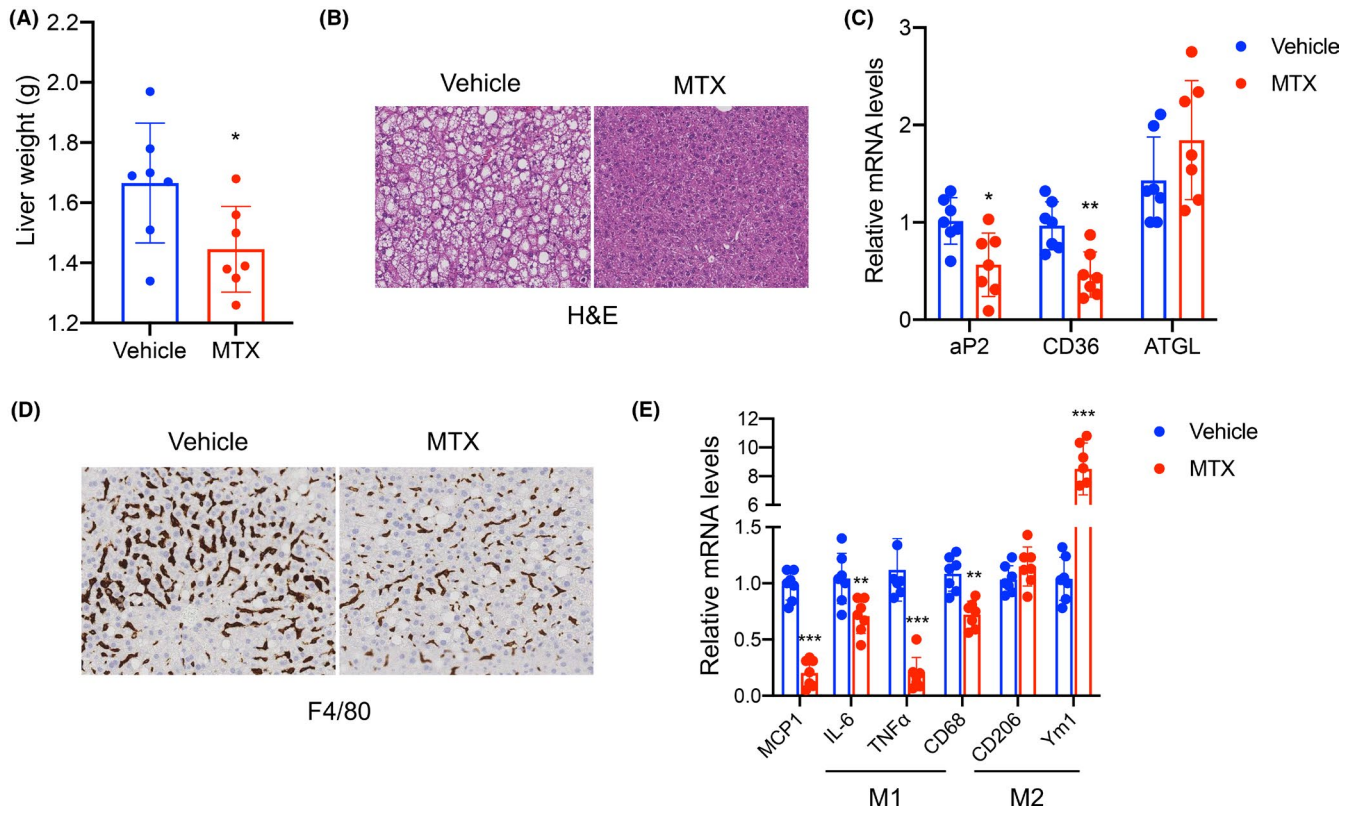 (A)
Liver weight (g)
2.2
2.0
1.8
1.6
1.4
1.2
*
Vehicle MTX
(B)
Vehicle MTX
H&E
(C)
Relative mRNA levels
3
2
1
0
* **
aP2 CD36 ATGL
Vehicle
MTX
(D)
Vehicle MTX
F4/80
(E)
Relative mRNA levels
12
10
8
6
1.5
1.0
0.5
0.0
*** ** *** ** ***
MCP1 IL-6 TNFα CD68 CD206 Ym1
M1 M2
Vehicle
MTX